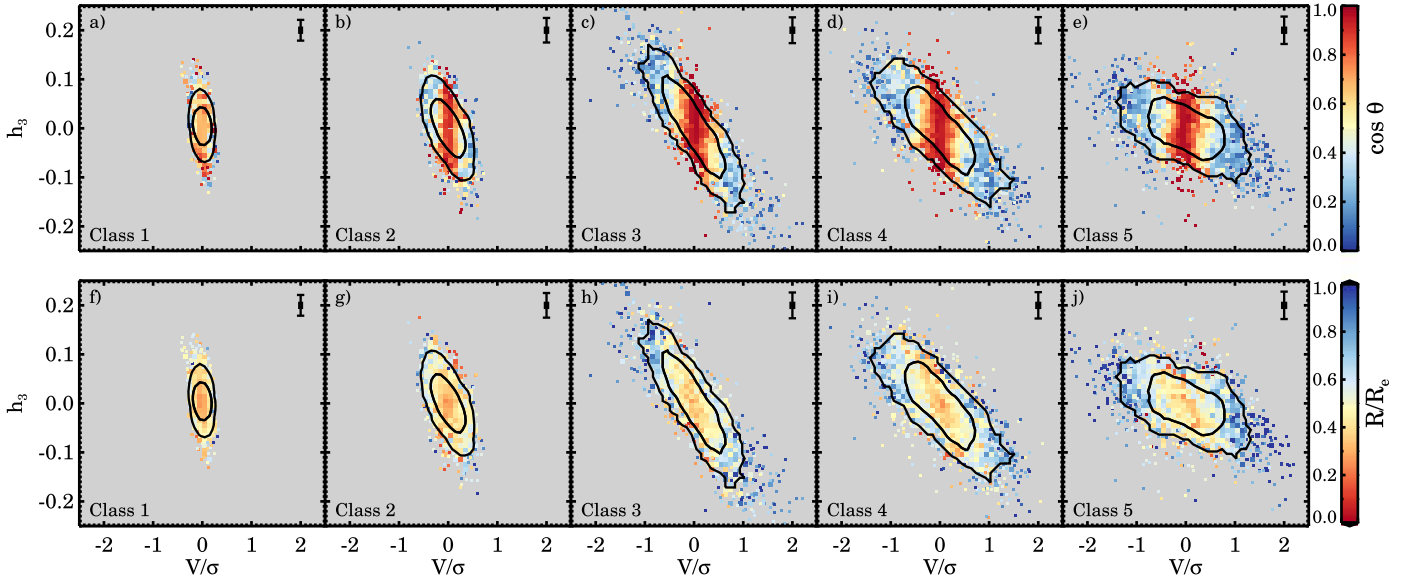 a) b) c) d) e)
0.2
0.1
0.0
-0.1
-0.2
h₃
Class 1 Class 2 Class 3 Class 4 Class 5
1.0
0.8
0.6
0.4
0.2
0.0
cos θ
f) g) h) i) j)
0.2
0.1
0.0
-0.1
-0.2
h₃
Class 1 Class 2 Class 3 Class 4 Class 5
1.0
0.8
0.6
0.4
0.2
0.0
R/Rₑ
-2 -1 0 1 2 -2 -1 0 1 2 -2 -1 0 1 2 -2 -1 0 1 2 -2 -1 0 1 2
V/σ V/σ V/σ V/σ V/σ